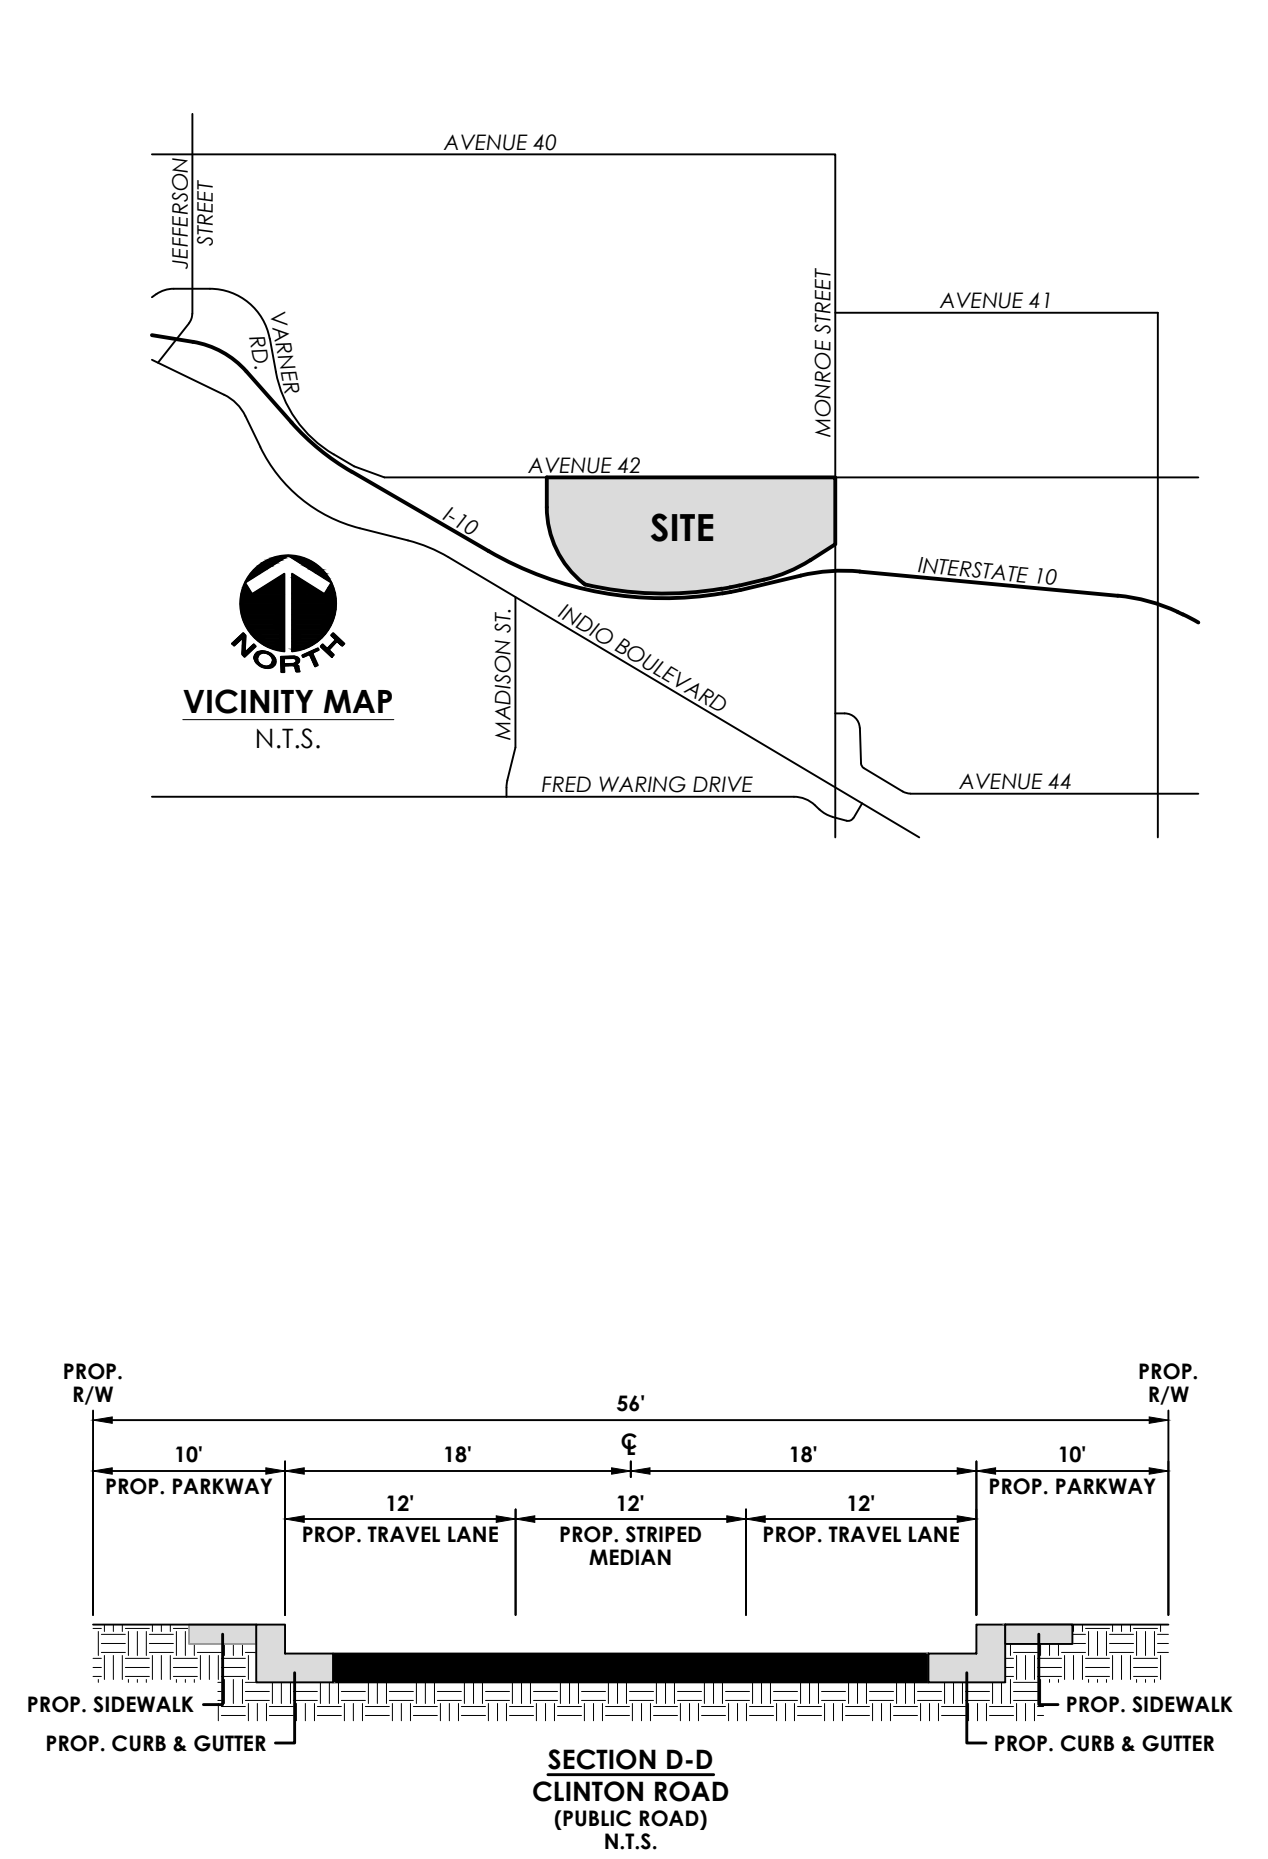 AVENUE 40
JEFFERSON
STREET
MONROE STREET
AVENUE 41
VARNER
RD.
AVENUE 42
I-10
SITE
INTERSTATE 10
NORTH
VICINITY MAP
N.T.S.
MADISON ST.
INDIO BOULEVARD
FRED WARING DRIVE
AVENUE 44
PROP.
R/W
PROP.
R/W
56'
℄
10'
18'
18'
10'
PROP. PARKWAY
PROP. PARKWAY
12'
12'
12'
PROP. TRAVEL LANE
PROP. STRIPED
MEDIAN
PROP. TRAVEL LANE
PROP. SIDEWALK
PROP. SIDEWALK
PROP. CURB & GUTTER
PROP. CURB & GUTTER
SECTION D-D
CLINTON ROAD
(PUBLIC ROAD)
N.T.S.